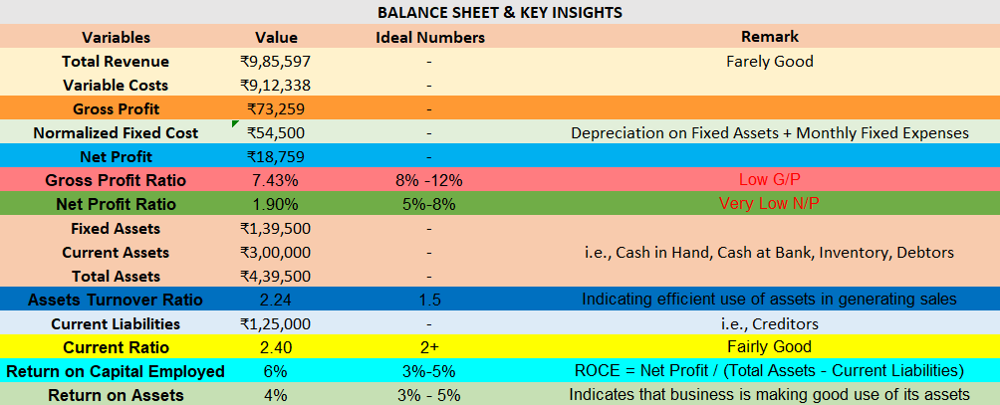 BALANCE SHEET & KEY INSIGHTS
Variables Value Ideal Numbers Remark
Total Revenue ₹9,85,597 - Farely Good
Variable Costs ₹9,12,338 -
Gross Profit ₹73,259 -
Normalized Fixed Cost ₹54,500 - Depreciation on Fixed Assets + Monthly Fixed Expenses
Net Profit ₹18,759 -
Gross Profit Ratio 7.43% 8% -12% Low G/P
Net Profit Ratio 1.90% 5%-8% Very Low N/P
Fixed Assets ₹1,39,500 -
Current Assets ₹3,00,000 - i.e., Cash in Hand, Cash at Bank, Inventory, Debtors
Total Assets ₹4,39,500 -
Assets Turnover Ratio 2.24 1.5 Indicating efficient use of assets in generating sales
Current Liabilities ₹1,25,000 - i.e., Creditors
Current Ratio 2.40 2+ Fairly Good
Return on Capital Employed 6% 3%-5% ROCE = Net Profit / (Total Assets - Current Liabilities)
Return on Assets 4% 3% - 5% Indicates that business is making good use of its assets